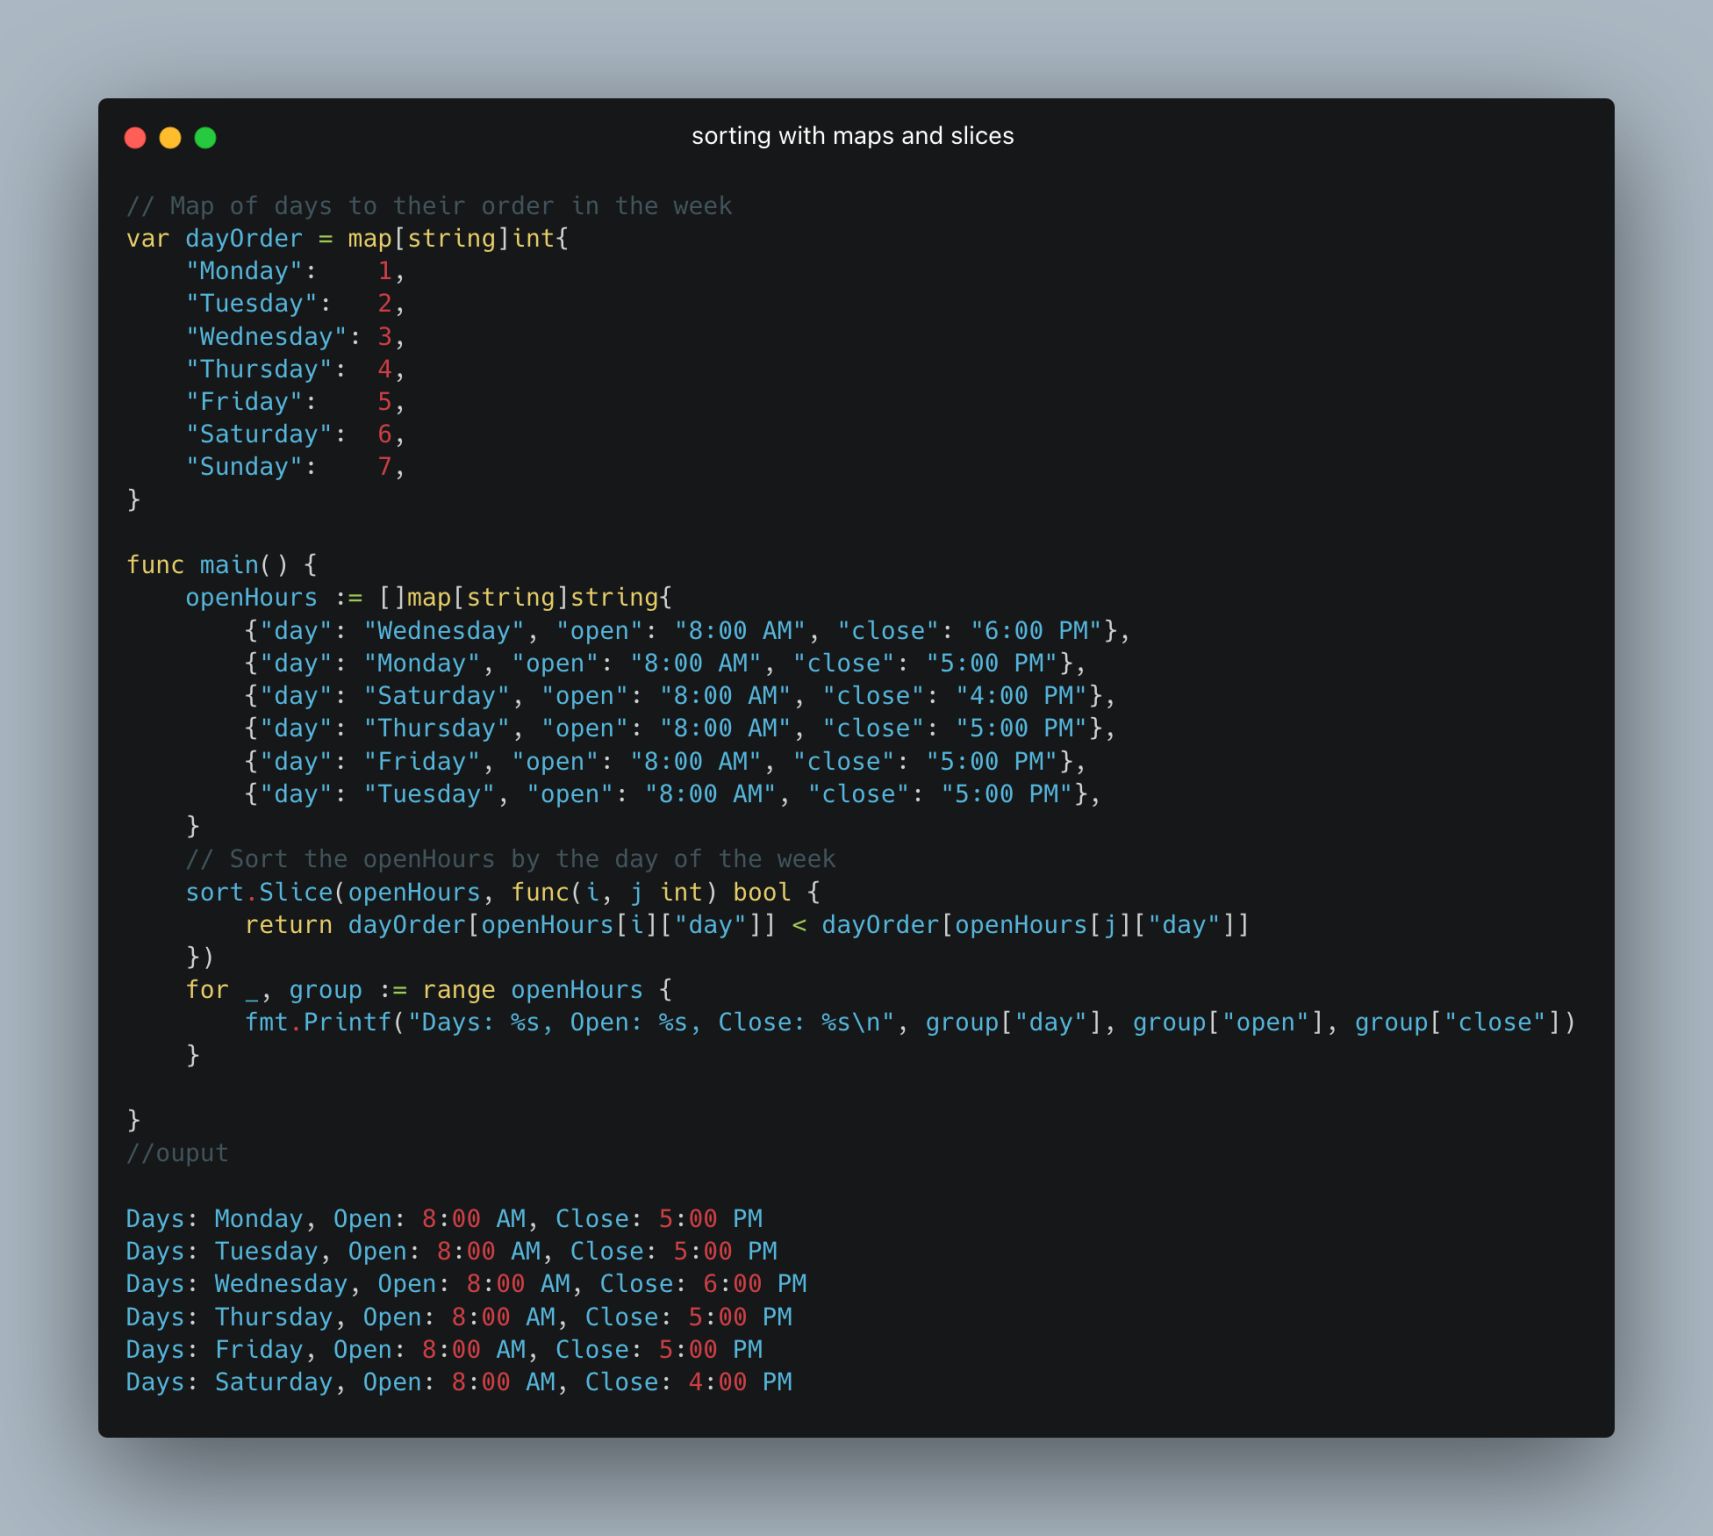 sorting with maps and slices
// Map of days to their order in the week
var dayOrder = map[string]int{
    "Monday":    1,
    "Tuesday":   2,
    "Wednesday": 3,
    "Thursday":  4,
    "Friday":    5,
    "Saturday":  6,
    "Sunday":    7,
}
func main() {
    openHours := []map[string]string{
        {"day": "Wednesday", "open": "8:00 AM", "close": "6:00 PM"},
        {"day": "Monday", "open": "8:00 AM", "close": "5:00 PM"},
        {"day": "Saturday", "open": "8:00 AM", "close": "4:00 PM"},
        {"day": "Thursday", "open": "8:00 AM", "close": "5:00 PM"},
        {"day": "Friday", "open": "8:00 AM", "close": "5:00 PM"},
        {"day": "Tuesday", "open": "8:00 AM", "close": "5:00 PM"},
    }
    // Sort the openHours by the day of the week
    sort.Slice(openHours, func(i, j int) bool {
        return dayOrder[openHours[i]["day"]] < dayOrder[openHours[j]["day"]]
    })
    for _, group := range openHours {
        fmt.Printf("Days: %s, Open: %s, Close: %s\n", group["day"], group["open"], group["close"])
    }
}
//ouput
Days: Monday, Open: 8:00 AM, Close: 5:00 PM
Days: Tuesday, Open: 8:00 AM, Close: 5:00 PM
Days: Wednesday, Open: 8:00 AM, Close: 6:00 PM
Days: Thursday, Open: 8:00 AM, Close: 5:00 PM
Days: Friday, Open: 8:00 AM, Close: 5:00 PM
Days: Saturday, Open: 8:00 AM, Close: 4:00 PM